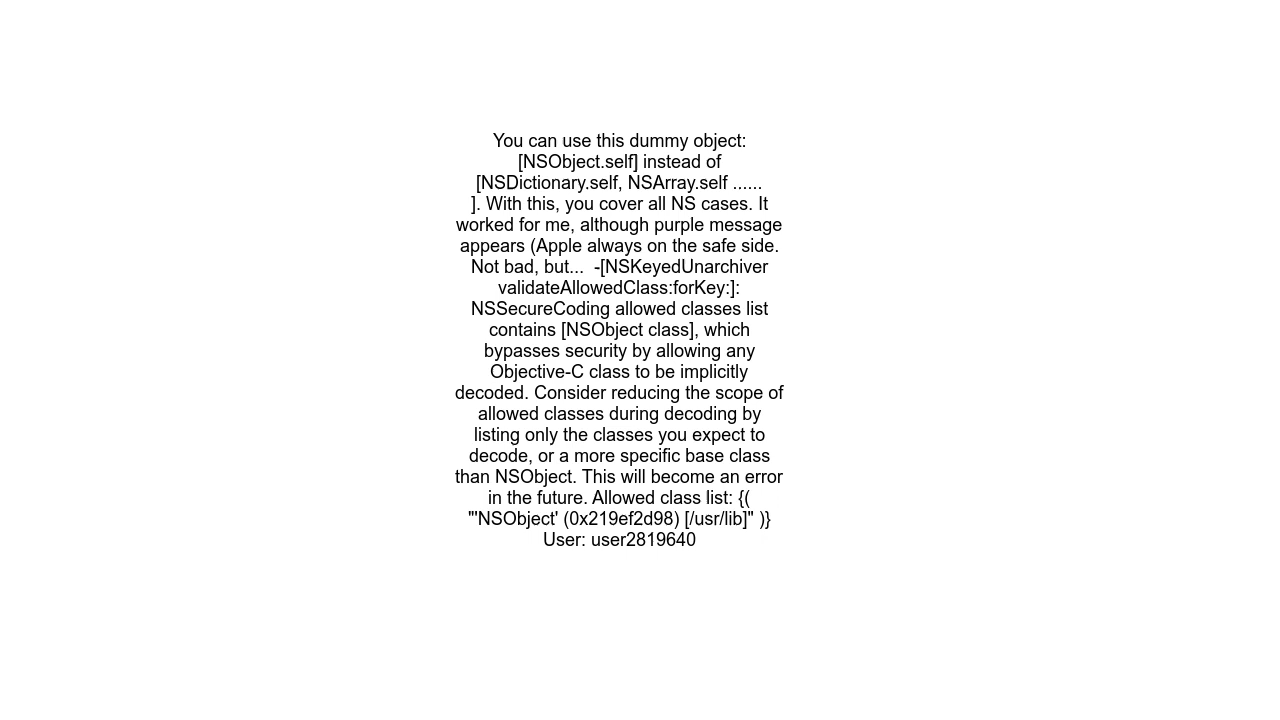 You can use this dummy object:
[NSObject.self] instead of
[NSDictionary.self, NSArray.self ......
]. With this, you cover all NS cases. It
worked for me, although purple message
appears (Apple always on the safe side.
Not bad, but...  -[NSKeyedUnarchiver
validateAllowedClass:forKey:]:
NSSecureCoding allowed classes list
contains [NSObject class], which
bypasses security by allowing any
Objective-C class to be implicitly
decoded. Consider reducing the scope of
allowed classes during decoding by
listing only the classes you expect to
decode, or a more specific base class
than NSObject. This will become an error
in the future. Allowed class list: {(
"'NSObject' (0x219ef2d98) [/usr/lib]" )}
User: user2819640